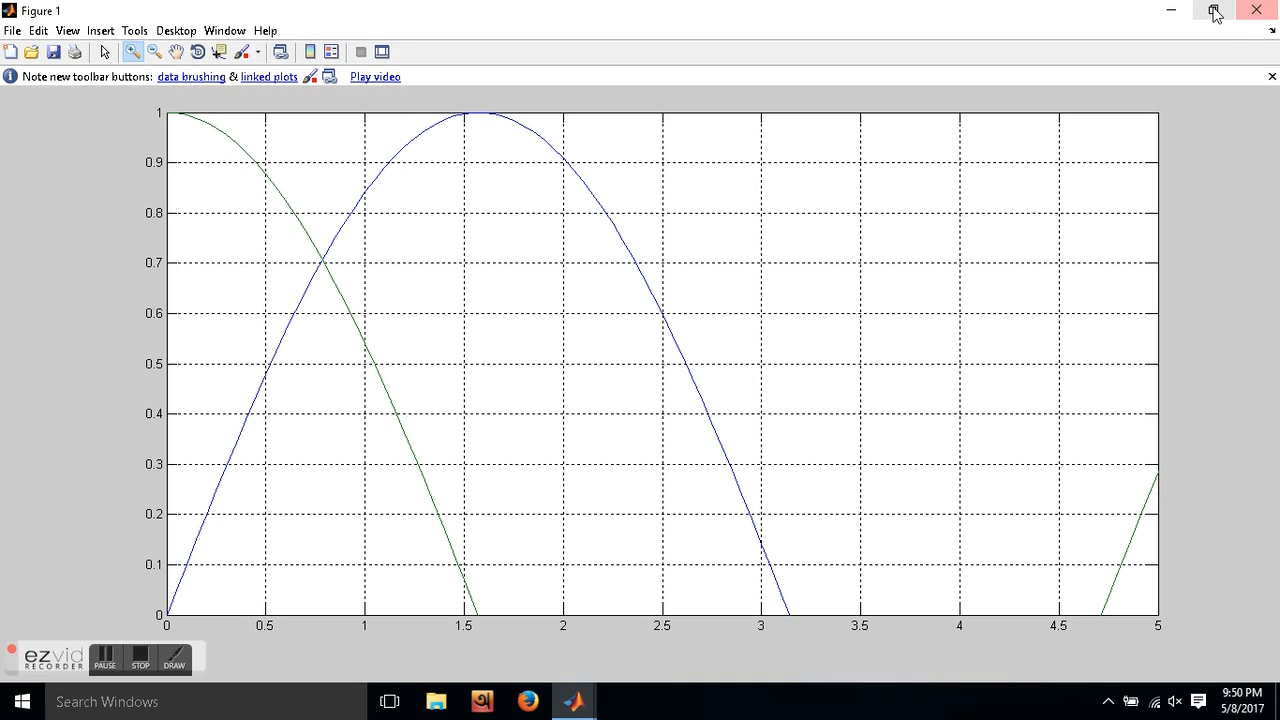 Figure 1
File Edit View Insert Tools Desktop Window Help
Note new toolbar buttons: data brushing & linked plots Play video
1
0.9
0.8
0.7
0.6
0.5
0.4
0.3
0.2
0.1
0
0 0.5 1 1.5 2 2.5 3 3.5 4 4.5 5
ezvid
RECORDER
PAUSE STOP DRAW
Search Windows
9:50 PM
5/8/2017